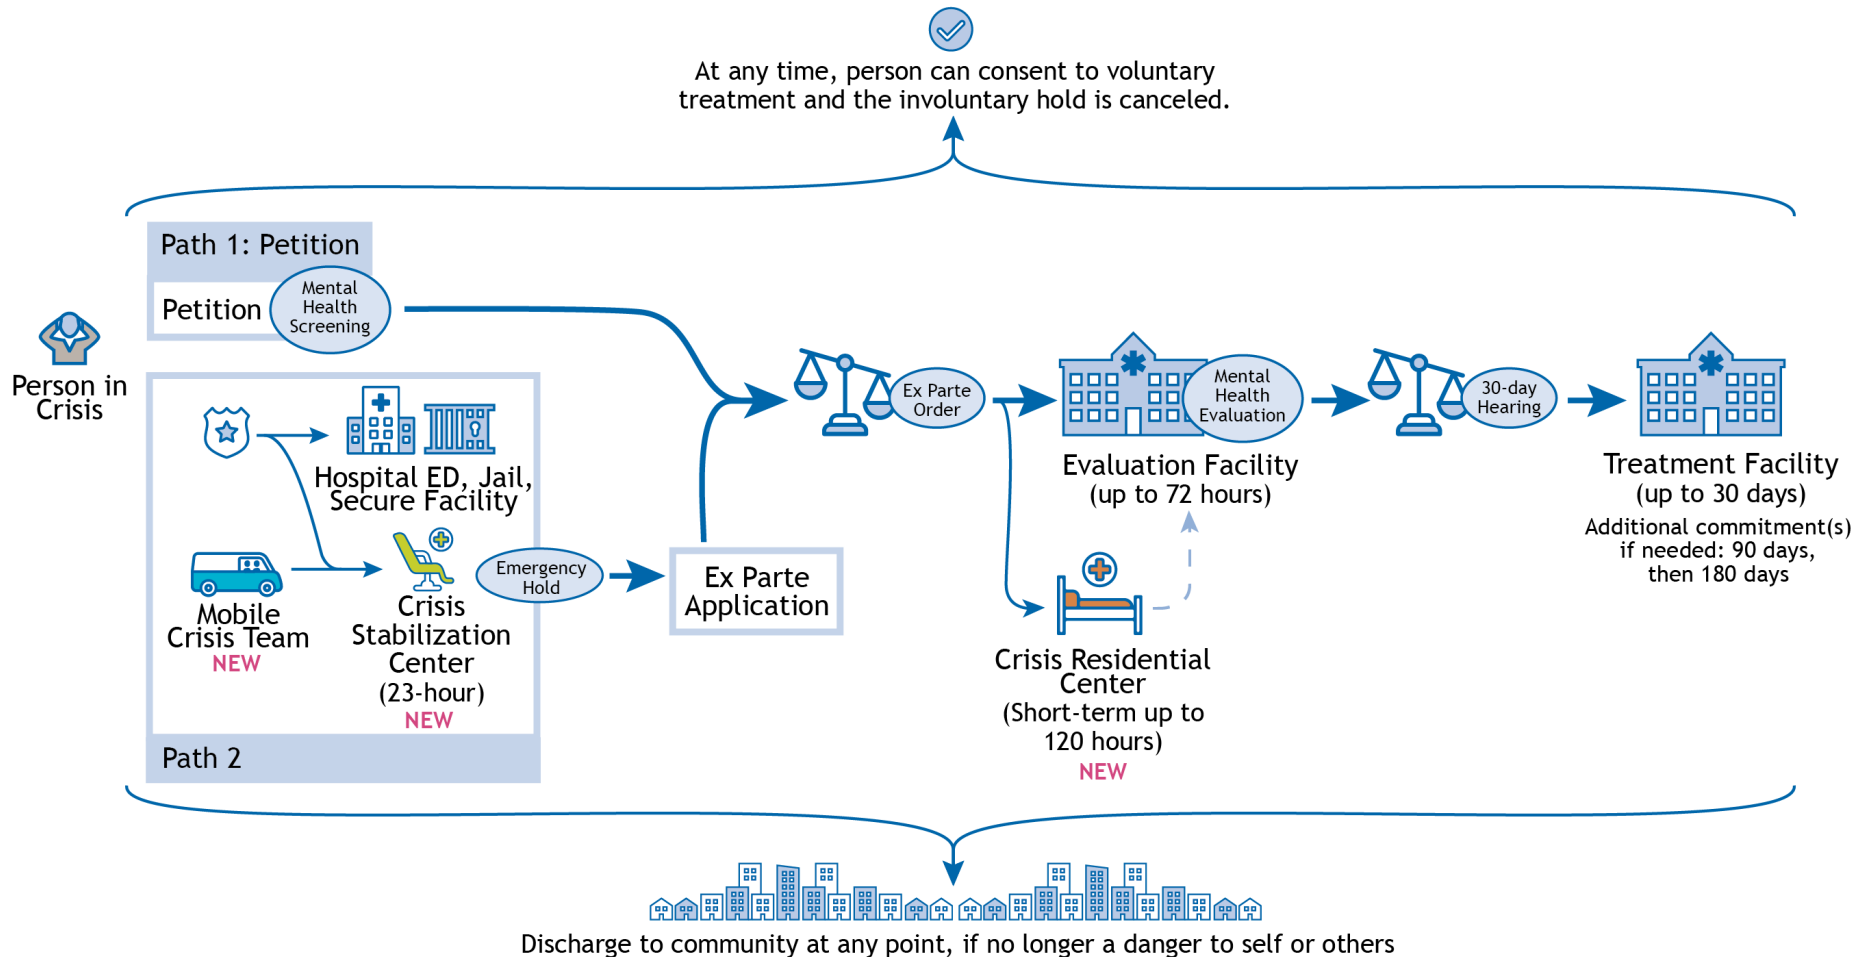 At any time, person can consent to voluntary
treatment and the involuntary hold is canceled.
Path 1: Petition
Petition
Mental
Health
Screening
Person in
Crisis
Hospital ED, Jail,
Secure Facility
Mobile
Crisis Team
NEW
Crisis
Stabilization
Center
(23-hour)
NEW
Emergency
Hold
Path 2
Ex Parte
Application
Ex Parte
Order
Mental
Health
Evaluation
Evaluation Facility
(up to 72 hours)
Crisis Residential
Center
(Short-term up to
120 hours)
NEW
30-day
Hearing
Treatment Facility
(up to 30 days)
Additional commitment(s)
if needed: 90 days,
then 180 days
Discharge to community at any point, if no longer a danger to self or others